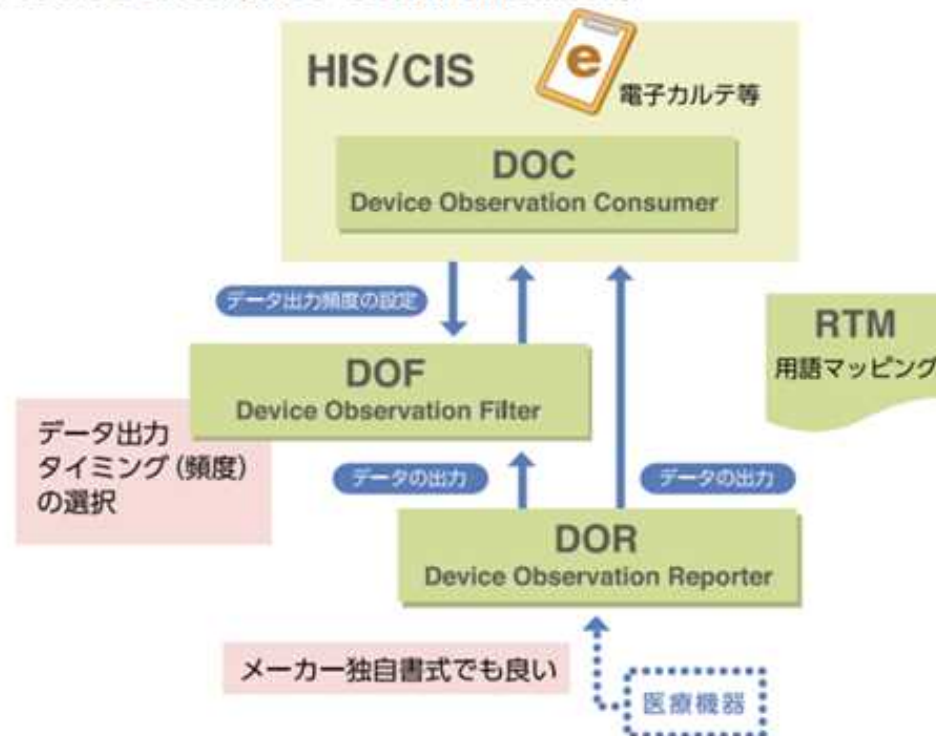 HIS/CIS
e
電子カルテ等
DOC
Device Observation Consumer
データ出力頻度の設定
RTM
用語マッピング
DOF
Device Observation Filter
データ出力
タイミング(頻度)
の選択
データの出力
データの出力
DOR
Device Observation Reporter
メーカー独自書式でも良い
医療機器